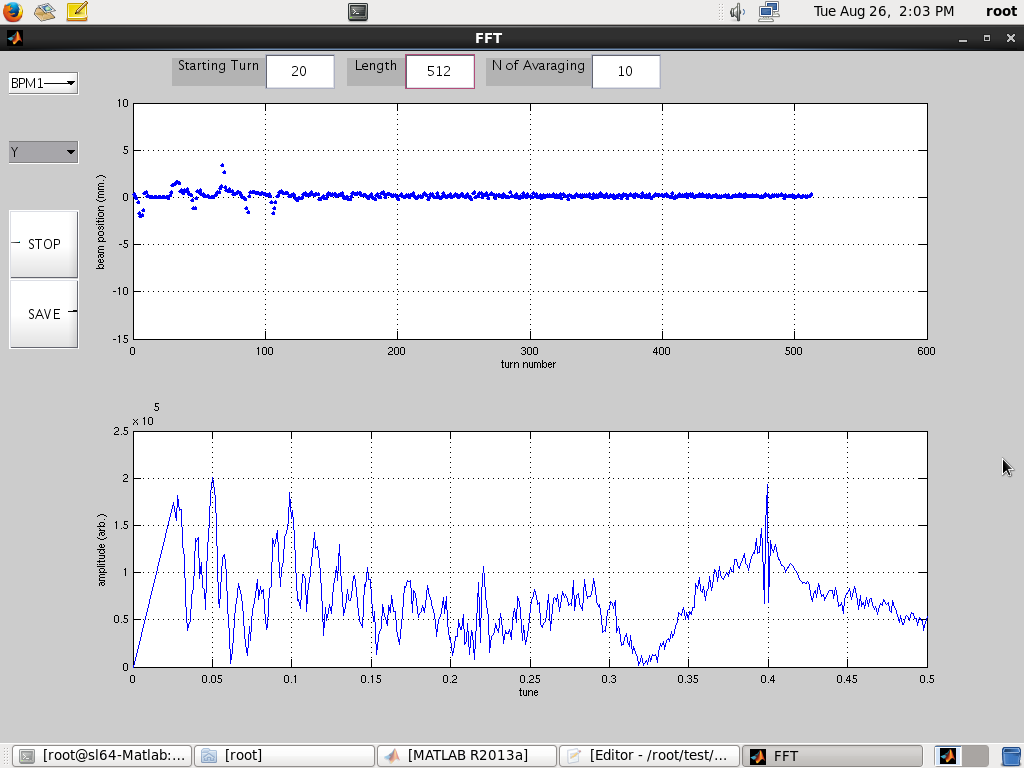 Tue Aug 26, 2:03 PM root
FFT
BPM1
Starting Turn 20 Length 512 N of Avaraging 10
Y
STOP
SAVE
10
5
0
-5
-10
-15
beam position (mm.)
0 100 200 300 400 500 600
turn number
x 10 5
2.5
2
1.5
1
0.5
0
amplitude (arb.)
0 0.05 0.1 0.15 0.2 0.25 0.3 0.35 0.4 0.45 0.5
tune
[root@sl64-Matlab:... [root] [MATLAB R2013a] [Editor - /root/test/... FFT